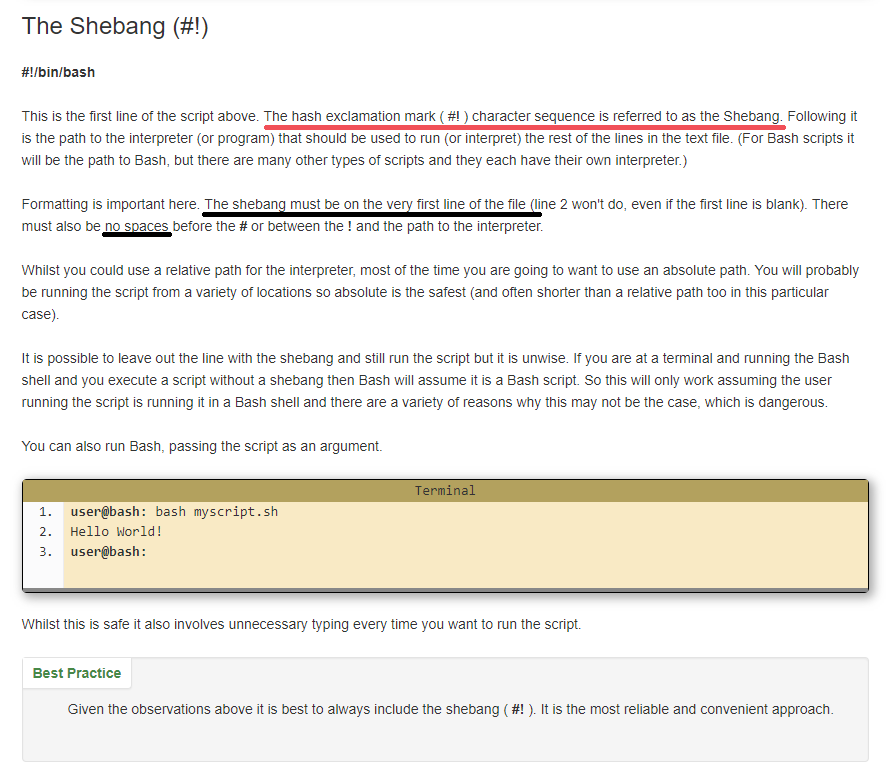 The Shebang (#!)
#!/bin/bash
This is the first line of the script above. The hash exclamation mark ( #! ) character sequence is referred to as the Shebang. Following it
is the path to the interpreter (or program) that should be used to run (or interpret) the rest of the lines in the text file. (For Bash scripts it
will be the path to Bash, but there are many other types of scripts and they each have their own interpreter.)
Formatting is important here. The shebang must be on the very first line of the file (line 2 won't do, even if the first line is blank). There
must also be no spaces before the # or between the ! and the path to the interpreter.
Whilst you could use a relative path for the interpreter, most of the time you are going to want to use an absolute path. You will probably
be running the script from a variety of locations so absolute is the safest (and often shorter than a relative path too in this particular
case).
It is possible to leave out the line with the shebang and still run the script but it is unwise. If you are at a terminal and running the Bash
shell and you execute a script without a shebang then Bash will assume it is a Bash script. So this will only work assuming the user
running the script is running it in a Bash shell and there are a variety of reasons why this may not be the case, which is dangerous.
You can also run Bash, passing the script as an argument.
Terminal
1. user@bash: bash myscript.sh
2. Hello World!
3. user@bash:
Whilst this is safe it also involves unnecessary typing every time you want to run the script.
Best Practice
Given the observations above it is best to always include the shebang ( #! ). It is the most reliable and convenient approach.